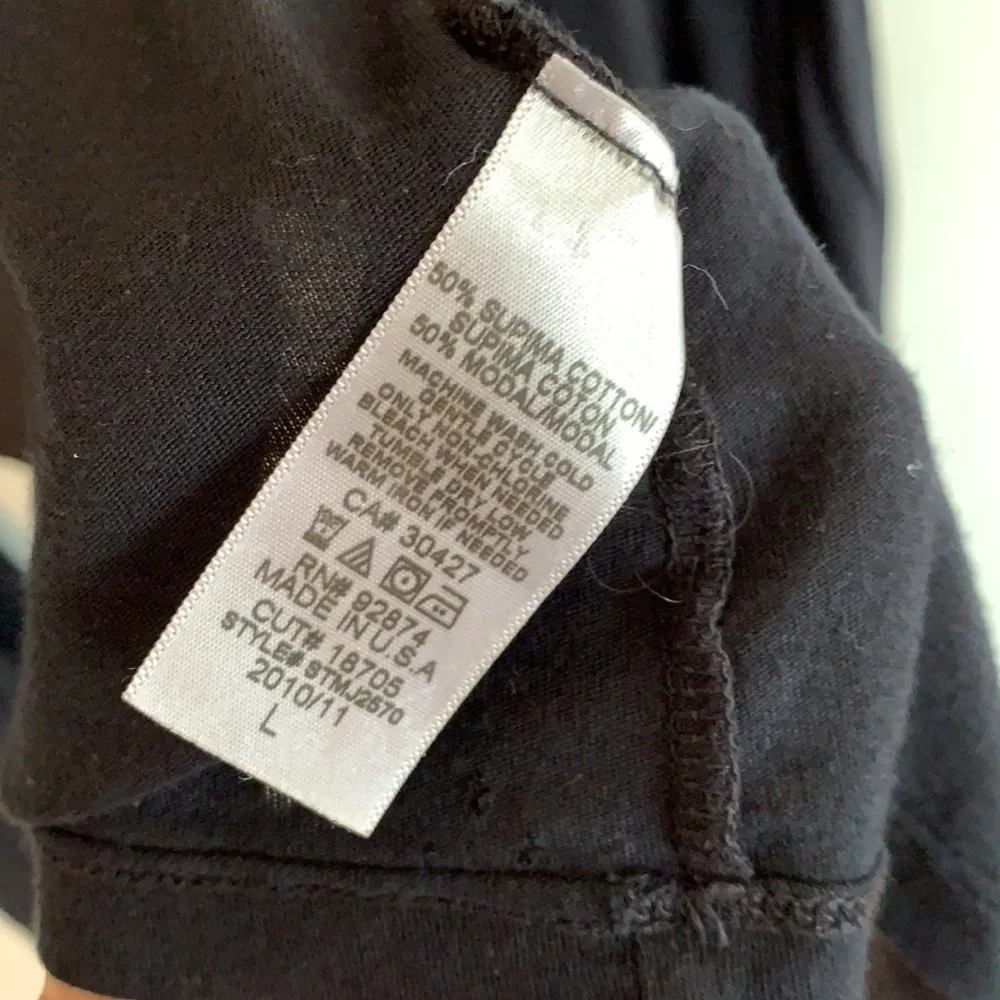 50% SUPIMA COTTON/
SUPIMA COTON
50% MODAL/MODAL
MACHINE WASH COLD
GENTLE CYCLE
ONLY NON-CHLORINE
BLEACH WHEN NEEDED
TUMBLE DRY LOW
REMOVE PROMPTLY
WARM IRON IF NEEDED
CA# 30427
RN# 92874
MADE IN U.S.A
CUT# 18705
STYLE# STMJ2670
2010/11
L